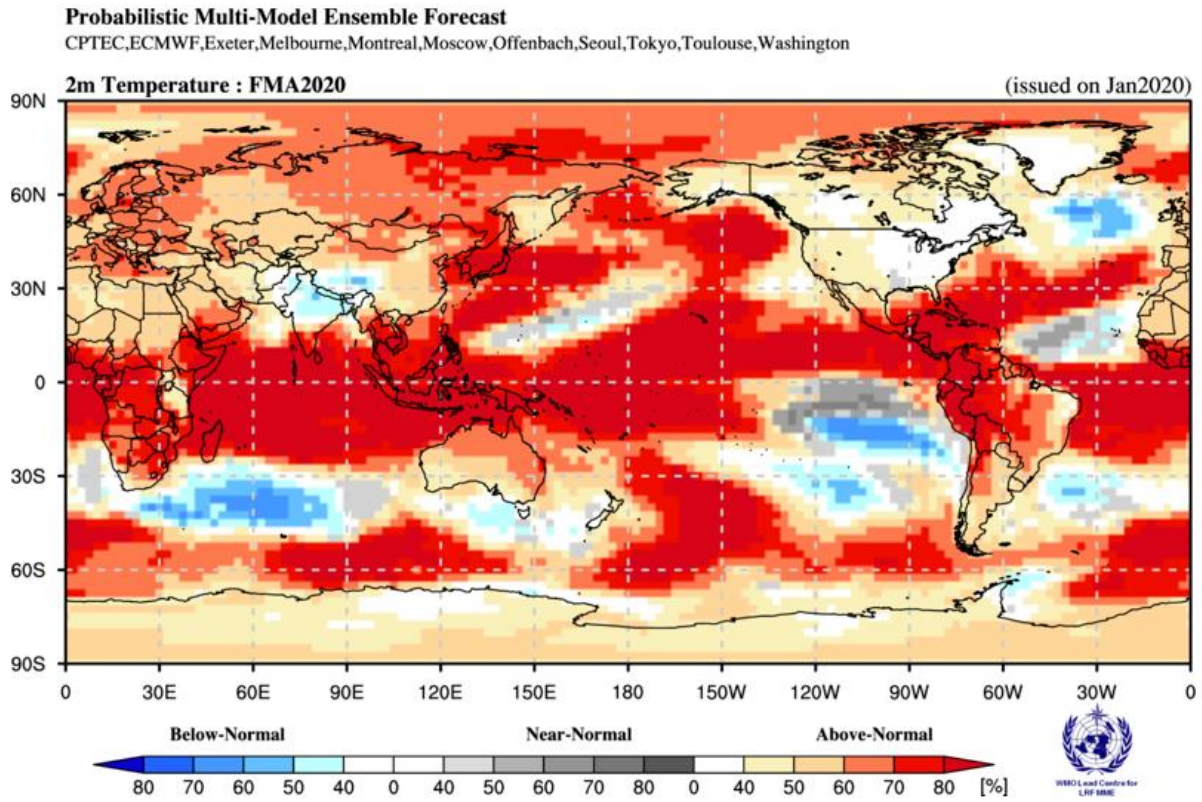 Probabilistic Multi-Model Ensemble Forecast
CPTEC,ECMWF,Exeter,Melbourne,Montreal,Moscow,Offenbach,Seoul,Tokyo,Toulouse,Washington
2m Temperature : FMA2020 (issued on Jan2020)
90N
60N
30N
0
30S
60S
90S
0 30E 60E 90E 120E 150E 180 150W 120W 90W 60W 30W 0
Below-Normal Near-Normal Above-Normal
80 70 60 50 40 0 40 50 60 70 80 0 40 50 60 70 80 [%]
WMO Lead Centre for
LRF MME